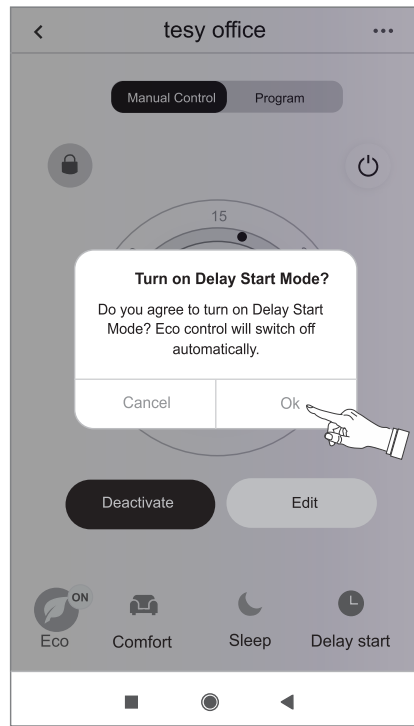 tesy office
Manual Control Program
15
Turn on Delay Start Mode?
Do you agree to turn on Delay Start
Mode? Eco control will switch off
automatically.
Cancel Ok
Deactivate Edit
ON
Eco Comfort Sleep Delay start